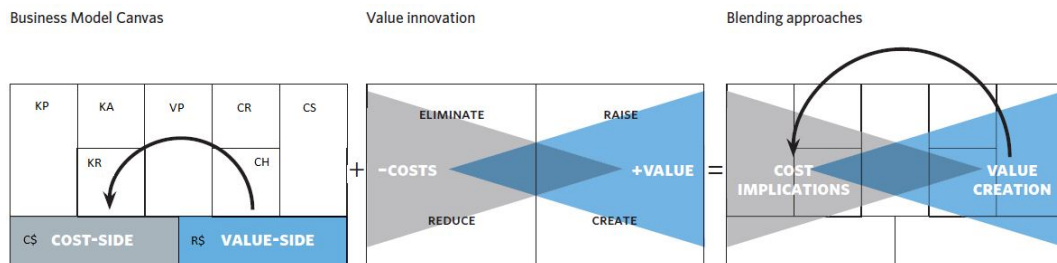 Business Model Canvas
Value innovation
Blending approaches
KP
KA
VP
CR
CS
KR
CH
C$ COST-SIDE
R$ VALUE-SIDE
+
ELIMINATE
RAISE
-COSTS
+VALUE
REDUCE
CREATE
=
COST
IMPLICATIONS
VALUE
CREATION